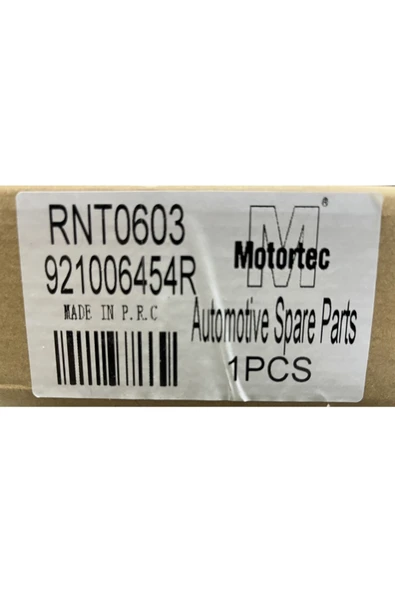 RNT0603
921006454R
MADE IN P.R.C
M®
Motortec
Automotive Spare Parts
1PCS